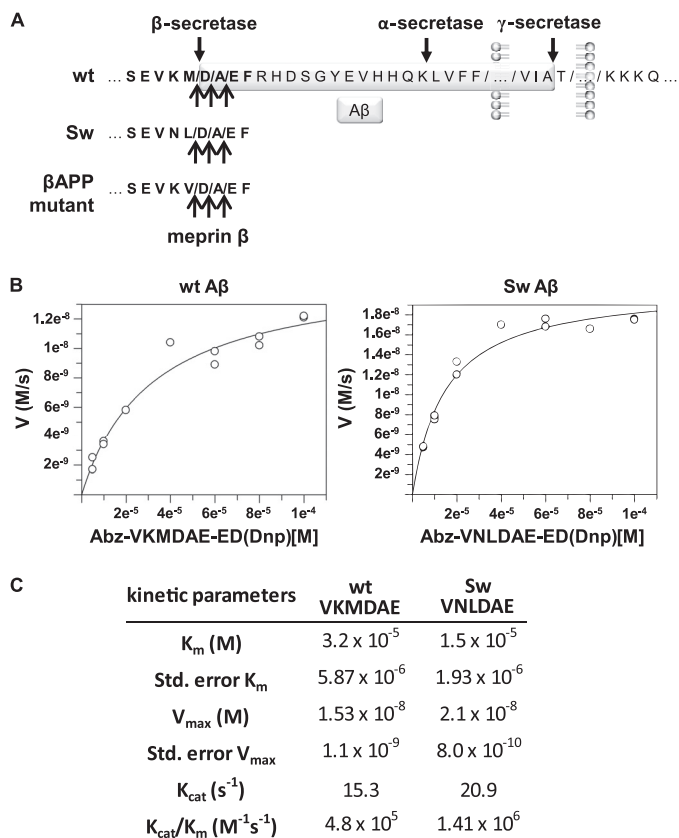 A
β-secretase α-secretase γ-secretase
wt ... S E V K M/D/A/E F R H D S G Y E V H H Q K L V F F / ... / V I A T / ... / K K K Q ...
Aβ
Sw ... S E V N L/D/A/E F
βAPP mutant ... S E V K V/D/A/E F
meprin β
B
wt Aβ Sw Aβ
V (M/s)
1.2e⁻⁸
1e⁻⁸
8e⁻⁹
6e⁻⁹
4e⁻⁹
2e⁻⁹
2e⁻⁵ 4e⁻⁵ 6e⁻⁵ 8e⁻⁵ 1e⁻⁴
Abz-VKMDAE-ED(Dnp)[M]
V (M/s)
1.8e⁻⁸
1.6e⁻⁸
1.4e⁻⁸
1.2e⁻⁸
1e⁻⁸
8e⁻⁹
6e⁻⁹
4e⁻⁹
2e⁻⁹
2e⁻⁵ 4e⁻⁵ 6e⁻⁵ 8e⁻⁵ 1e⁻⁴
Abz-VNLDAE-ED(Dnp)[M]
C
kinetic parameters wt VKMDAE Sw VNLDAE
Kₘ (M) 3.2 x 10⁻⁵ 1.5 x 10⁻⁵
Std. error Kₘ 5.87 x 10⁻⁶ 1.93 x 10⁻⁶
Vₘₐₓ (M) 1.53 x 10⁻⁸ 2.1 x 10⁻⁸
Std. error Vₘₐₓ 1.1 x 10⁻⁹ 8.0 x 10⁻¹⁰
K_cat (s⁻¹) 15.3 20.9
K_cat/Kₘ (M⁻¹s⁻¹) 4.8 x 10⁵ 1.41 x 10⁶